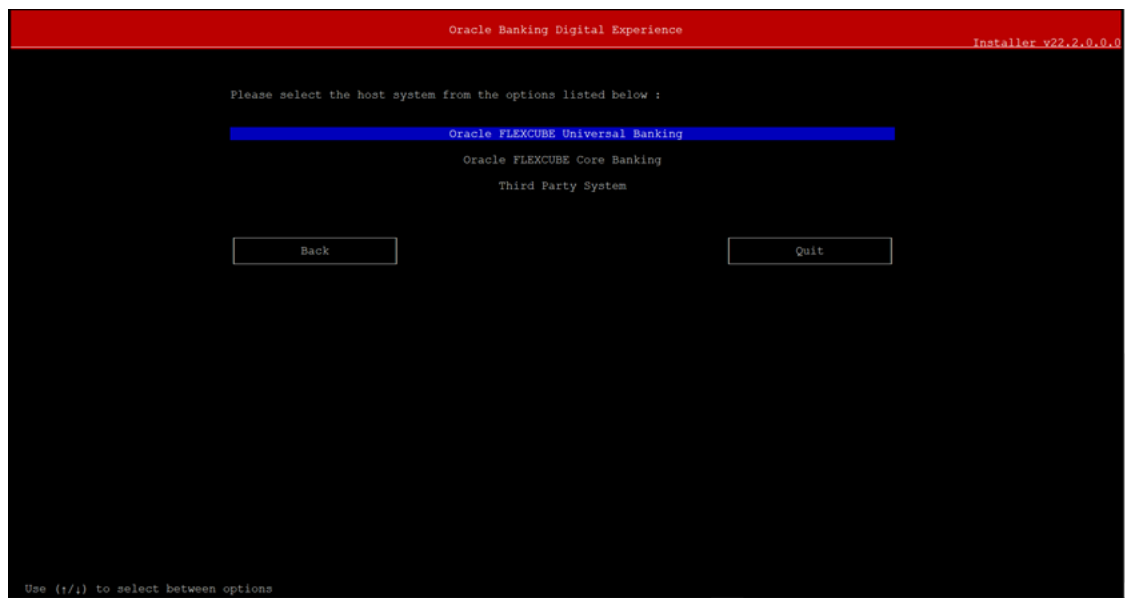 Oracle Banking Digital Experience
Installer v22.2.0.0.0
Please select the host system from the options listed below :
Oracle FLEXCUBE Universal Banking
Oracle FLEXCUBE Core Banking
Third Party System
Back
Quit
Use (↑/↓) to select between options